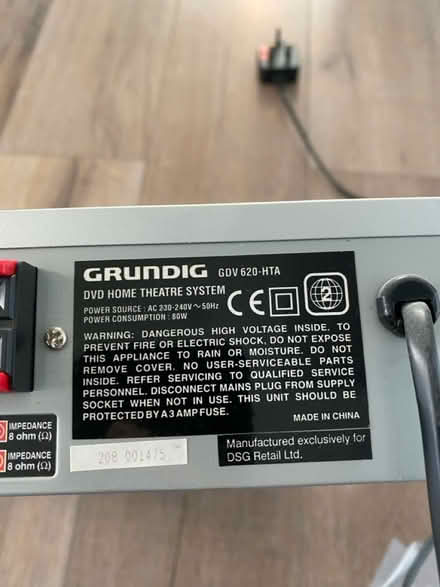 GRUNDIG GDV 620-HTA
DVD HOME THEATRE SYSTEM
POWER SOURCE : AC 230-240V ~ 50Hz
POWER CONSUMPTION : 80W
CE
2
WARNING: DANGEROUS HIGH VOLTAGE INSIDE. TO
PREVENT FIRE OR ELECTRIC SHOCK, DO NOT EXPOSE
THIS APPLIANCE TO RAIN OR MOISTURE. DO NOT
REMOVE COVER. NO USER-SERVICEABLE PARTS
INSIDE. REFER SERVICING TO QUALIFIED SERVICE
PERSONNEL. DISCONNECT MAINS PLUG FROM SUPPLY
SOCKET WHEN NOT IN USE. THIS UNIT SHOULD BE
PROTECTED BY A 3 AMP FUSE.
MADE IN CHINA
IMPEDANCE
8 ohm (Ω)
IMPEDANCE
8 ohm (Ω)
208 001475
Manufactured exclusively for
DSG Retail Ltd.